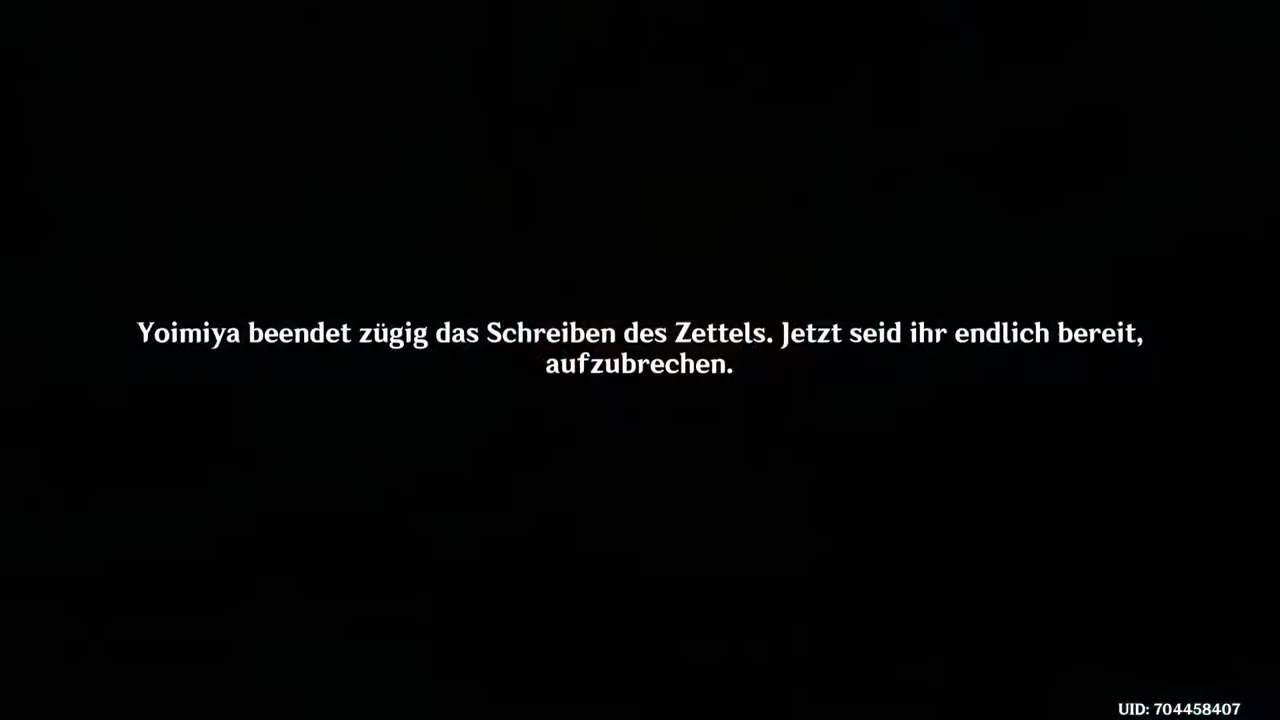 Yoimiya beendet zügig das Schreiben des Zettels. Jetzt seid ihr endlich bereit,
aufzubrechen.
UID: 704458407